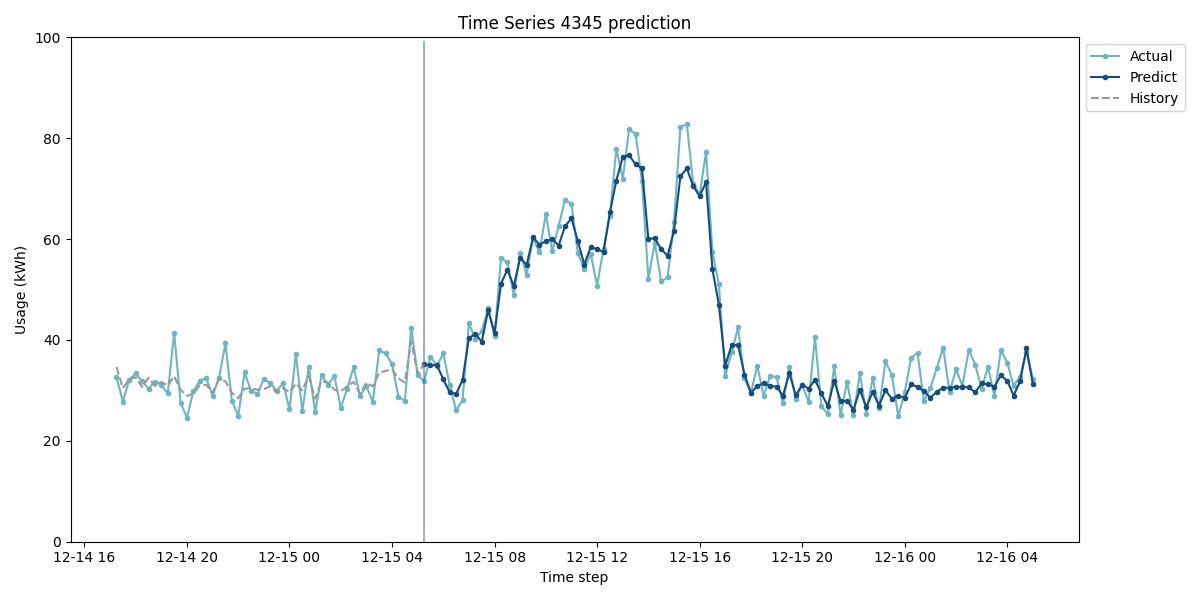 Time Series 4345 prediction
Actual
Predict
History
Usage (kWh)
100
80
60
40
20
0
12-14 16
12-14 20
12-15 00
12-15 04
12-15 08
12-15 12
12-15 16
12-15 20
12-16 00
12-16 04
Time step